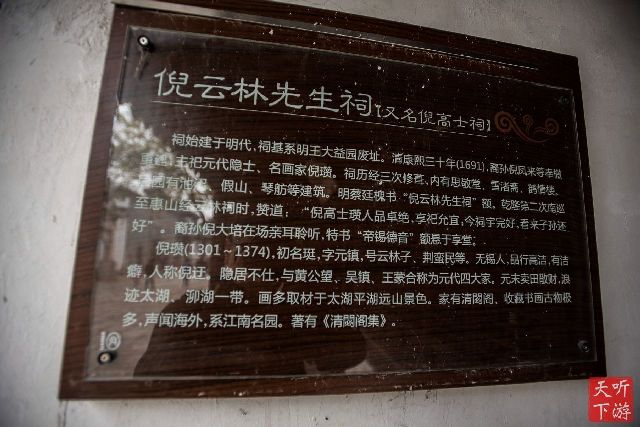 倪云林先生祠【又名倪高士祠】
祠始建于明代，祠基系明王大益园废址。清康熙三十年(1691)，裔孙倪凤来等
重建，主祀元代隐士、名画家倪瓒。祠历经三次修葺，内有思敏堂、雪洞斋、鹤憩楼、
园有池沼、假山、琴舫等建筑。明蔡廷槐书“倪云林先生祠”额，乾隆第二次南巡
至惠山经云林祠时，赞道：“倪高士瓒人品卓绝，享祀允宜，今祠宇完好，看来子孙还
好”。裔孙倪大培在场亲耳聆听，特书“帝锡德音”额悬于享堂。
倪瓒(1301～1374)，初名珽，字元镇，号云林子、荆蛮民等。无锡人，品行高洁，有洁
癖，人称倪迂。隐居不仕，与黄公望、吴镇、王蒙合称为元代四大家。元末卖田散财，浪
迹太湖、泖湖一带。画多取材于太湖平湖远山景色。家有清閟阁、收藏书画古物极
多，声闻海外，系江南名园。著有《清閟阁集》。
天下听游